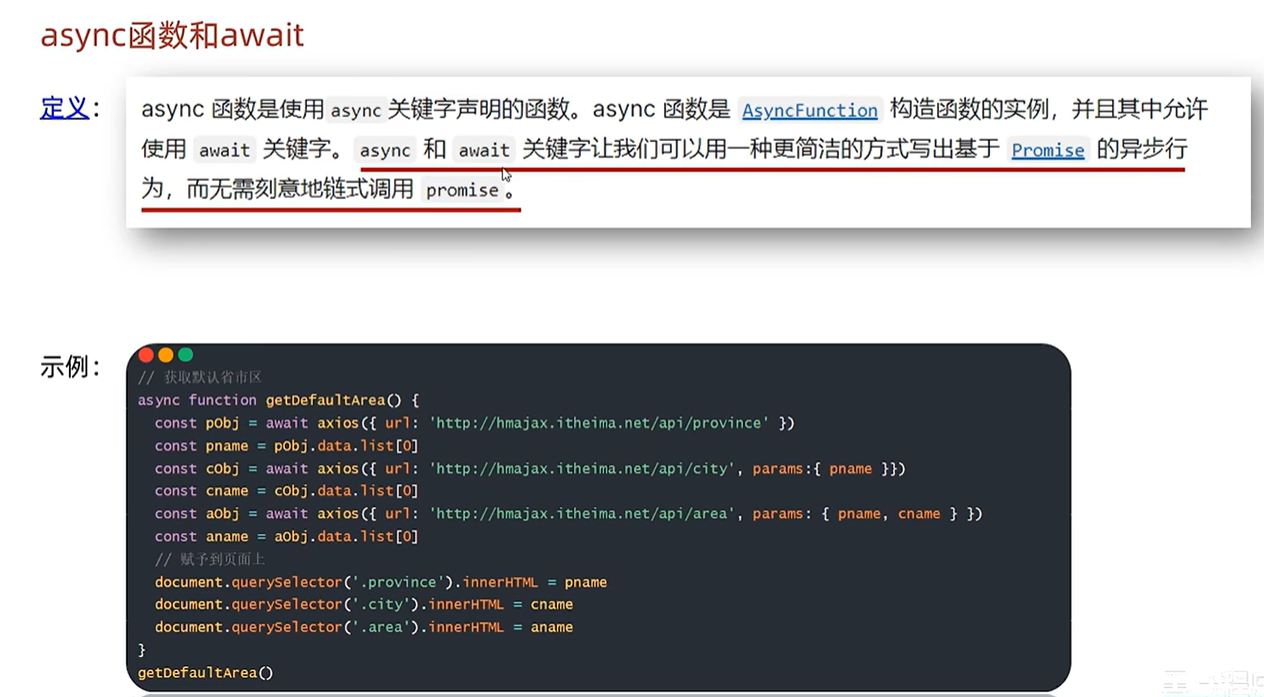 async函数和await
定义：
async 函数是使用 async 关键字声明的函数。async 函数是 AsyncFunction 构造函数的实例，并且其中允许
使用 await 关键字。async 和 await 关键字让我们可以用一种更简洁的方式写出基于 Promise 的异步行
为，而无需刻意地链式调用 promise。
示例：
// 获取默认省市区
async function getDefaultArea() {
  const pObj = await axios({ url: 'http://hmajax.itheima.net/api/province' })
  const pname = pObj.data.list[0]
  const cObj = await axios({ url: 'http://hmajax.itheima.net/api/city', params:{ pname }})
  const cname = cObj.data.list[0]
  const aObj = await axios({ url: 'http://hmajax.itheima.net/api/area', params: { pname, cname } })
  const aname = aObj.data.list[0]
  // 赋予到页面上
  document.querySelector('.province').innerHTML = pname
  document.querySelector('.city').innerHTML = cname
  document.querySelector('.area').innerHTML = aname
}
getDefaultArea()